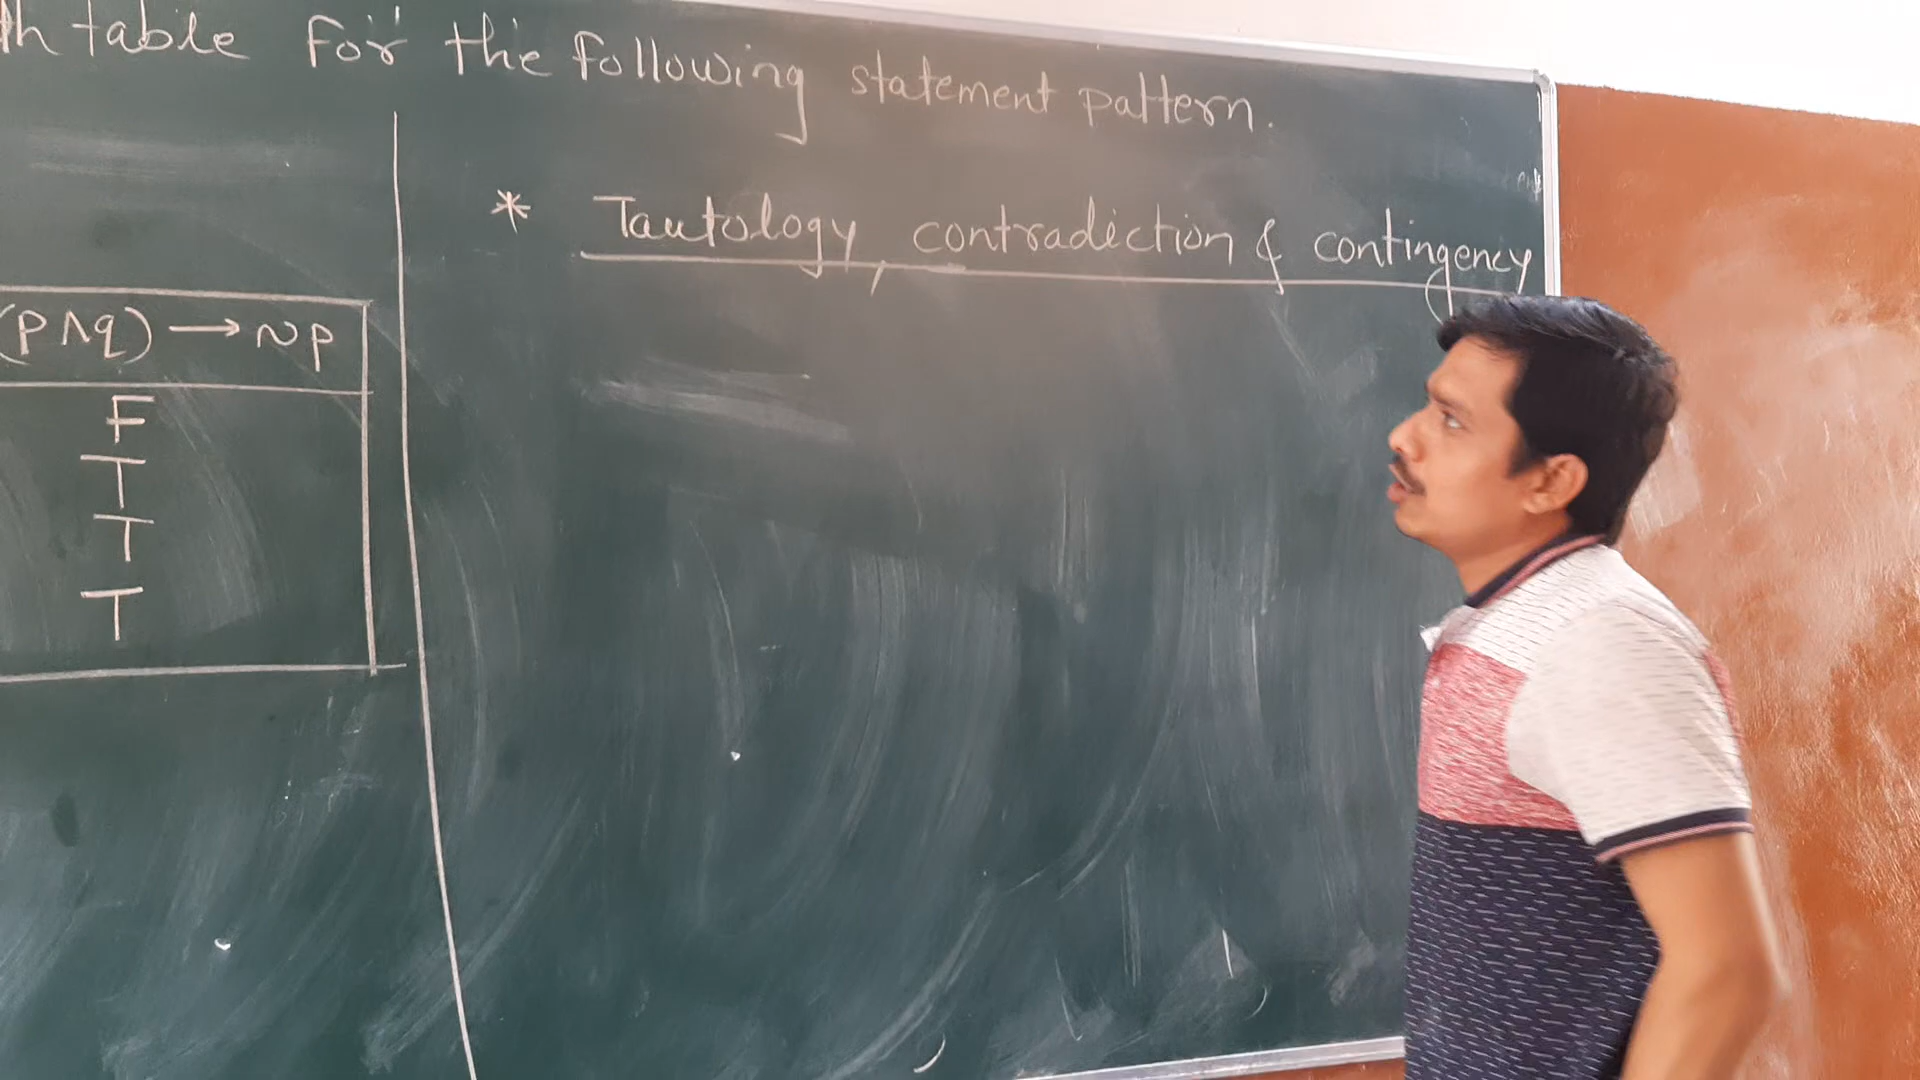 table for the following statement pattern.
* Tautology, contradiction & contingency
(p∧q) → ~p
F
T
T
T